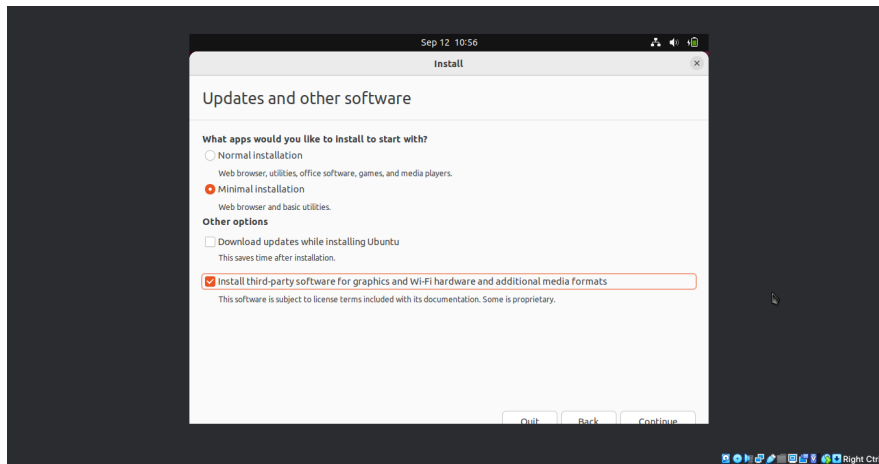 Sep 12 10:56
Install
Updates and other software
What apps would you like to install to start with?
Normal installation
Web browser, utilities, office software, games, and media players.
Minimal installation
Web browser and basic utilities.
Other options
Download updates while installing Ubuntu
This saves time after installation.
Install third-party software for graphics and Wi-Fi hardware and additional media formats
This software is subject to license terms included with its documentation. Some is proprietary.
Quit Back Continue
Right Ctr